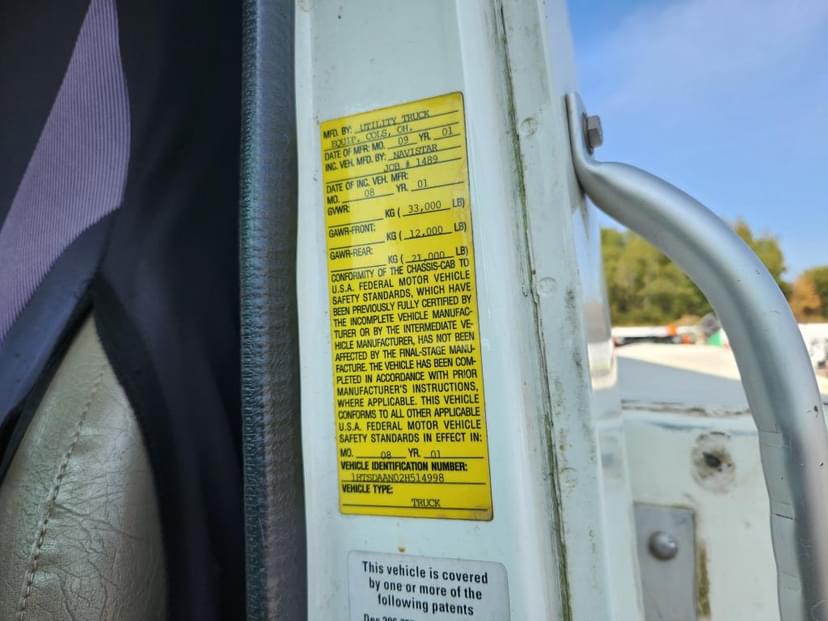 MFD. BY: UTILITY TRUCK
EQUIP. COLS, OH.
DATE OF MFR: MO. 09 YR. 01
INC. VEH. MFD. BY: NAVISTAR
JOB # 1489
DATE OF INC. VEH. MFR:
MO. 08 YR. 01
GVWR: KG ( 33,000 LB)
GAWR-FRONT: KG ( 12,000 LB)
GAWR-REAR: KG ( 21,000 LB)
CONFORMITY OF THE CHASSIS-CAB TO
U.S.A. FEDERAL MOTOR VEHICLE
SAFETY STANDARDS, WHICH HAVE
BEEN PREVIOUSLY FULLY CERTIFIED BY
THE INCOMPLETE VEHICLE MANUFAC-
TURER OR BY THE INTERMEDIATE VE-
HICLE MANUFACTURER, HAS NOT BEEN
AFFECTED BY THE FINAL-STAGE MANU-
FACTURE. THE VEHICLE HAS BEEN COM-
PLETED IN ACCORDANCE WITH PRIOR
MANUFACTURER'S INSTRUCTIONS,
WHERE APPLICABLE. THIS VEHICLE
CONFORMS TO ALL OTHER APPLICABLE
U.S.A. FEDERAL MOTOR VEHICLE
SAFETY STANDARDS IN EFFECT IN:
MO. 08 YR. 01
VEHICLE IDENTIFICATION NUMBER:
1HTSDAAN02H514998
VEHICLE TYPE:
TRUCK
This vehicle is covered
by one or more of the
following patents